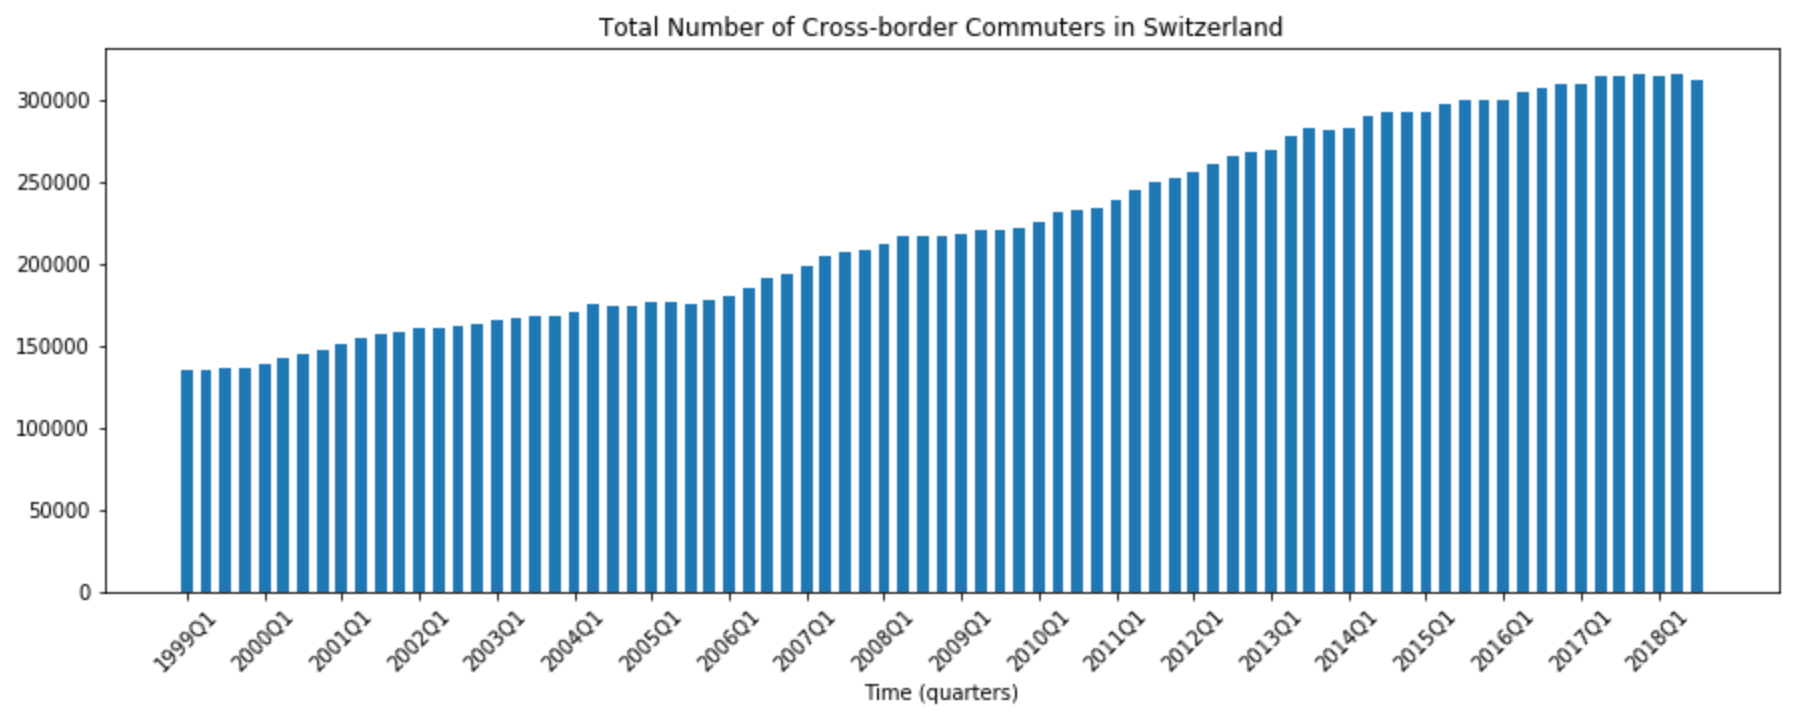 Total Number of Cross-border Commuters in Switzerland
300000
250000
200000
150000
100000
50000
0
1999Q1
2000Q1
2001Q1
2002Q1
2003Q1
2004Q1
2005Q1
2006Q1
2007Q1
2008Q1
2009Q1
2010Q1
2011Q1
2012Q1
2013Q1
2014Q1
2015Q1
2016Q1
2017Q1
2018Q1
Time (quarters)